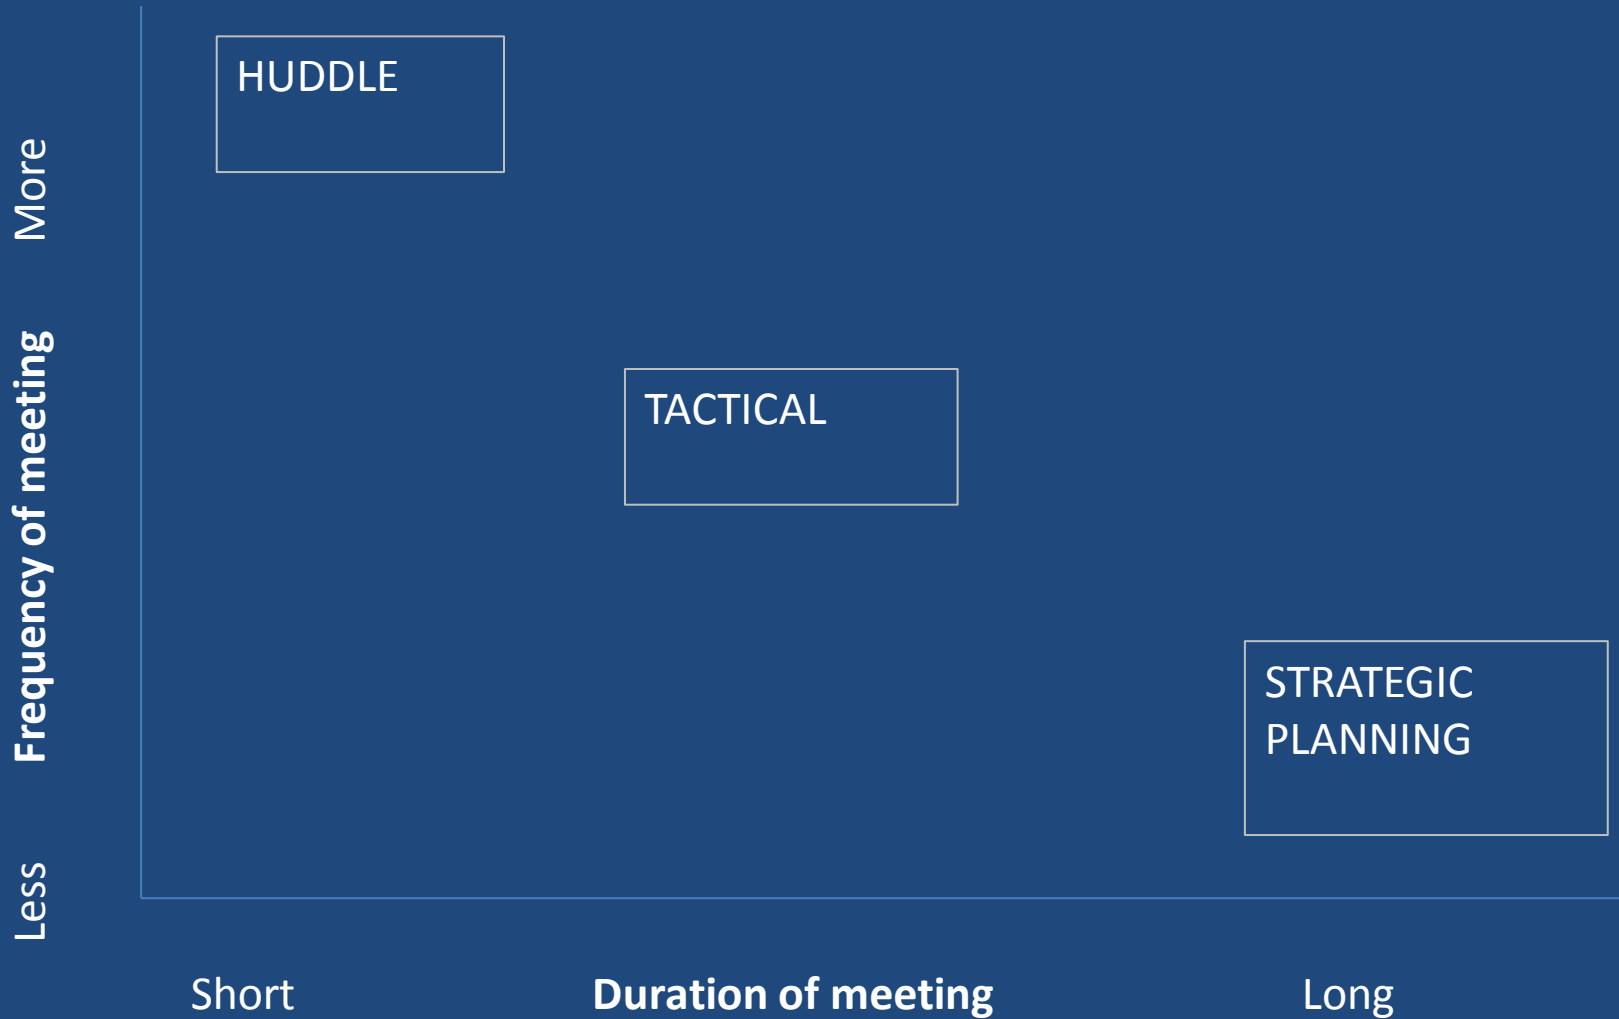 HUDDLE
More
TACTICAL
Frequency of meeting
STRATEGIC
PLANNING
Less
Short
Duration of meeting
Long